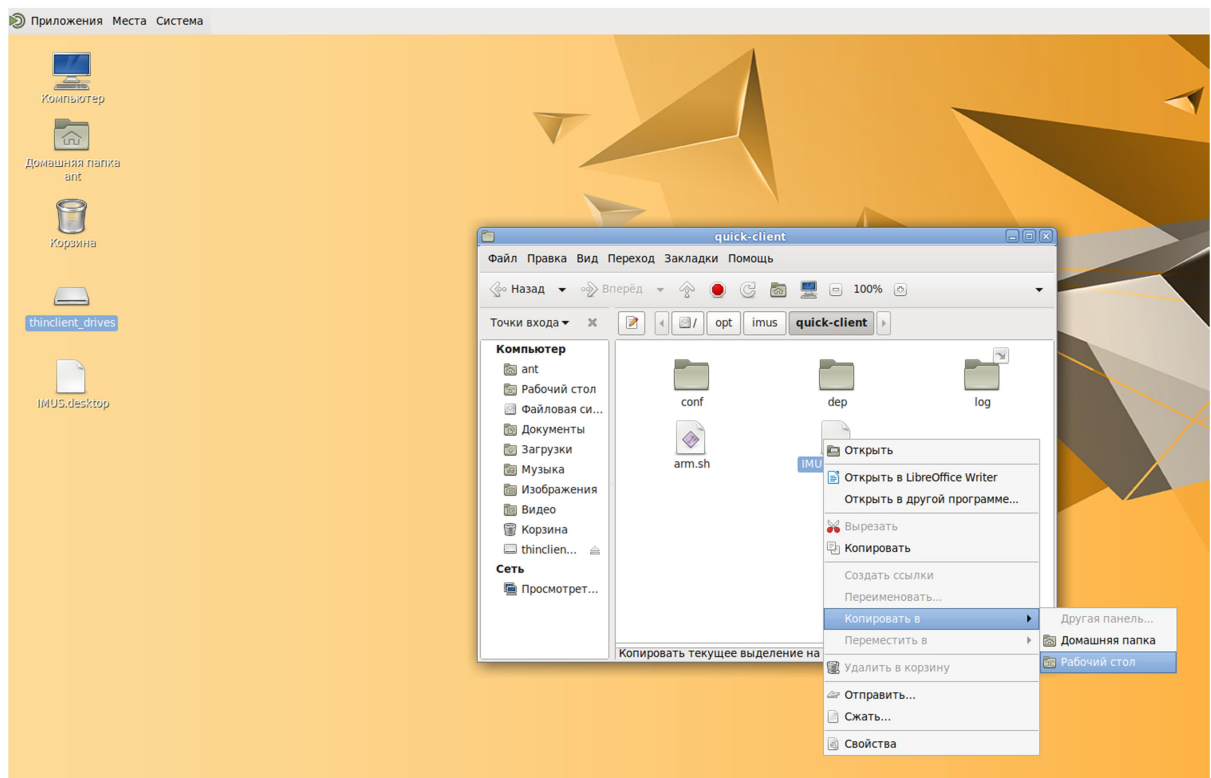 Приложения Места Система
Компьютер
Домашняя папка
ant
Корзина
thinclient_drives
IMUS.desktop
quick-client
Файл Правка Вид Переход Закладки Помощь
Назад Вперёд 100%
Точки входа / opt imus quick-client
Компьютер
ant
Рабочий стол
Файловая си...
Документы
Загрузки
Музыка
Изображения
Видео
Корзина
thinclien...
Сеть
Просмотрет...
conf dep log
arm.sh IMU
Копировать текущее выделение на
Открыть
Открыть в LibreOffice Writer
Открыть в другой программе...
Вырезать
Копировать
Создать ссылки
Переименовать...
Копировать в
Переместить в
Удалить в корзину
Отправить...
Сжать...
Свойства
Другая панель...
Домашняя папка
Рабочий стол